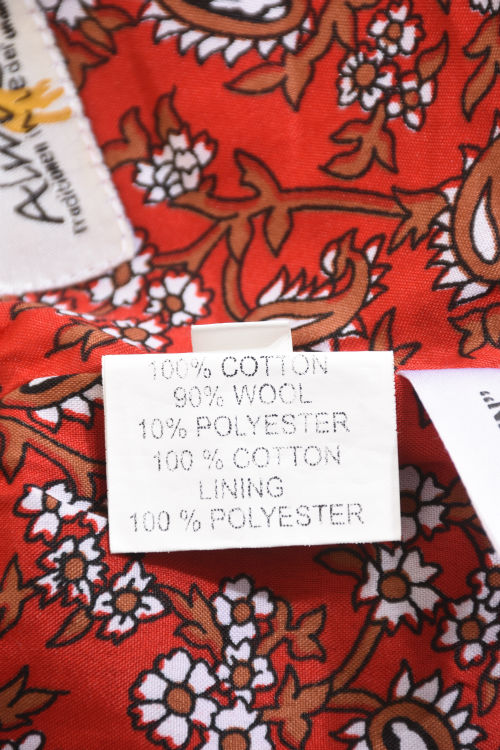 100% COTTON
90% WOOL
10% POLYESTER
100 % COTTON
LINING
100 % POLYESTER